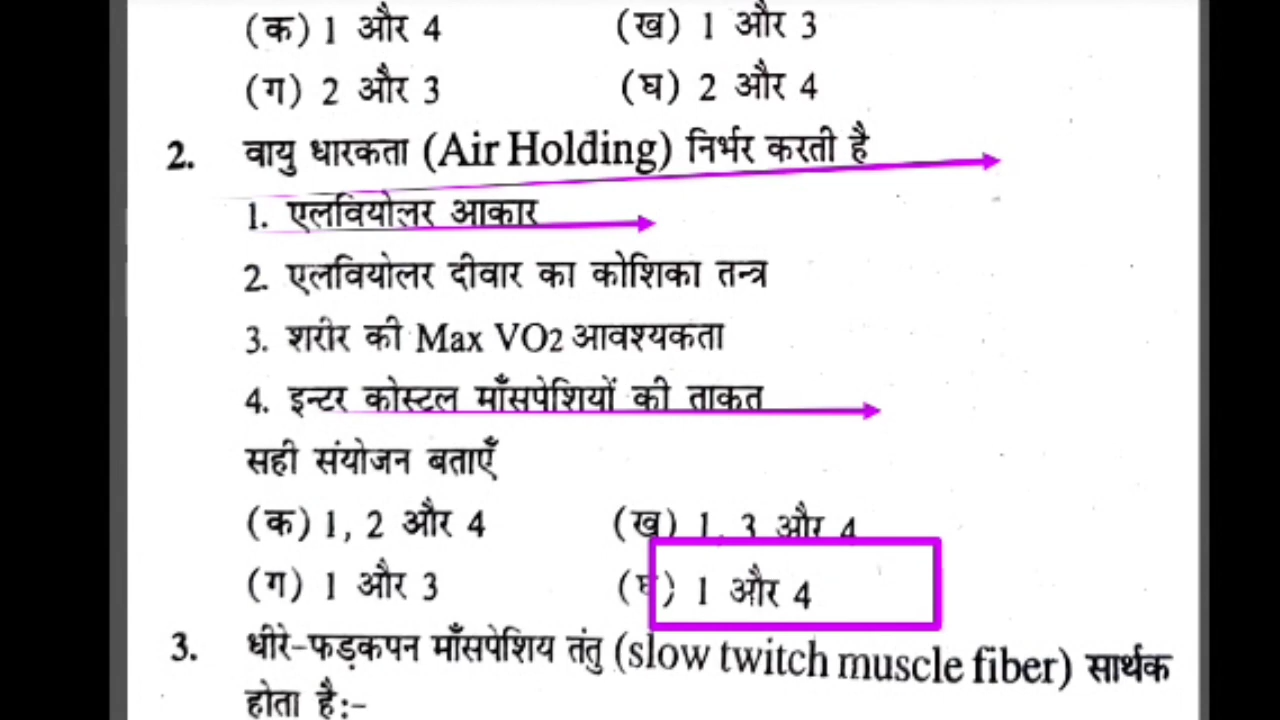 (क) 1 और 4 (ख) 1 और 3
(ग) 2 और 3 (घ) 2 और 4
2. वायु धारकता (Air Holding) निर्भर करती है
1. एलवियोलर आकार
2. एलवियोलर दीवार का कोशिका तन्त्र
3. शरीर की Max VO2 आवश्यकता
4. इन्टर कोस्टल माँसपेशियों की ताकत
सही संयोजन बताएँ
(क) 1, 2 और 4 (ख) 1, 3 और 4
(ग) 1 और 3 (घ) 1 और 4
3. धीरे-फड़कपन माँसपेशिय तंतु (slow twitch muscle fiber) सार्थक
होता है:-